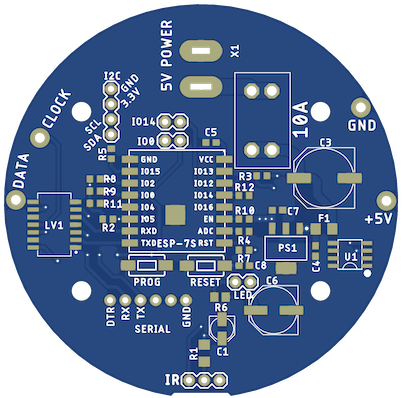 5V POWER
X1
I2C
GND
3.3V
SCL
SDA
CLOCK
DATA
IO14
IO0
C5
10A
GND
C3
+5V
R5
GND
IO15
IO2
IO0
IO4
IO5
RXD
TXD
VCC
IO13
IO12
IO14
IO16
EN
ADC
RST
ESP-7S
R3
R12
R8
R9
R11
R2
R10
R4
R7
C7
F1
LV1
PS1
C4
U1
C8
PROG
RESET
LED
C6
DTR
RX
TX
GND
SERIAL
R6
C1
R1
IR